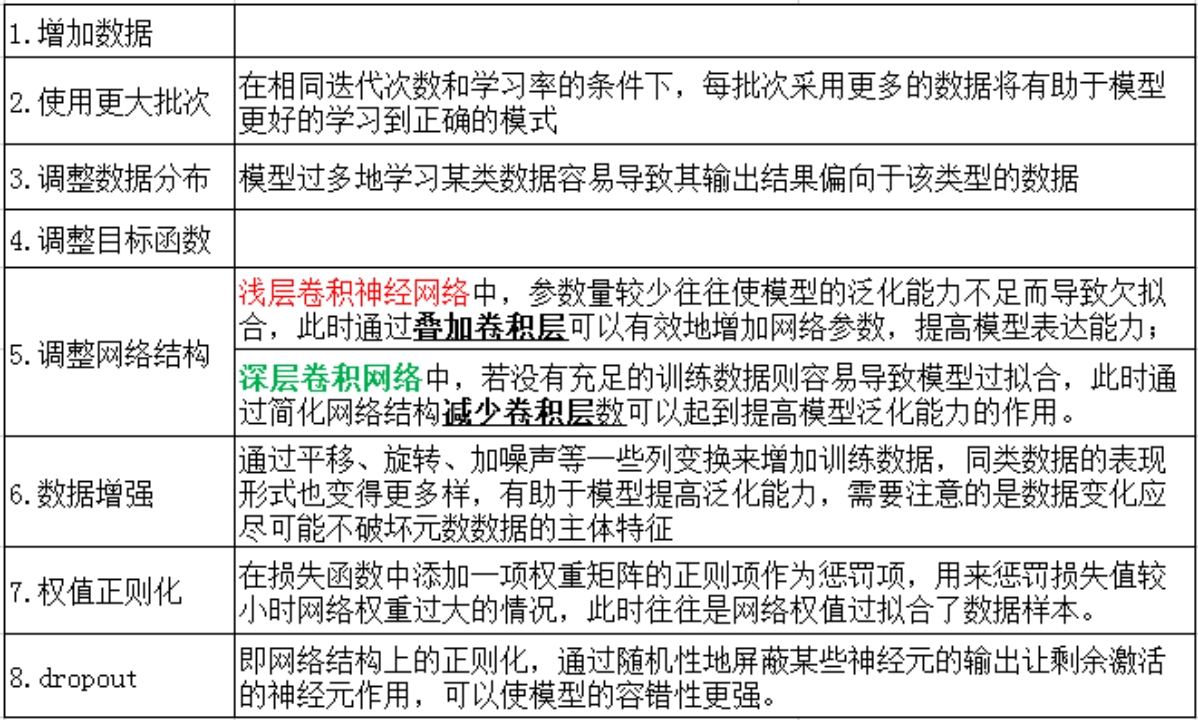 1.增加数据
2.使用更大批次
在相同迭代次数和学习率的条件下，每批次采用更多的数据将有助于模型
更好的学习到正确的模式
3.调整数据分布
模型过多地学习某类数据容易导致其输出结果偏向于该类型的数据
4.调整目标函数
5.调整网络结构
浅层卷积神经网络中，参数量较少往往使模型的泛化能力不足而导致欠拟
合，此时通过叠加卷积层可以有效地增加网络参数，提高模型表达能力；
深层卷积网络中，若没有充足的训练数据则容易导致模型过拟合，此时通
过简化网络结构减少卷积层数可以起到提高模型泛化能力的作用。
6.数据增强
通过平移、旋转、加噪声等一些列变换来增加训练数据，同类数据的表现
形式也变得更多样，有助于模型提高泛化能力，需要注意的是数据变化应
尽可能不破坏元数数据的主体特征
7.权值正则化
在损失函数中添加一项权重矩阵的正则项作为惩罚项，用来惩罚损失值较
小时网络权重过大的情况，此时往往是网络权值过拟合了数据样本。
8.dropout
即网络结构上的正则化，通过随机性地屏蔽某些神经元的输出让剩余激活
的神经元作用，可以使模型的容错性更强。